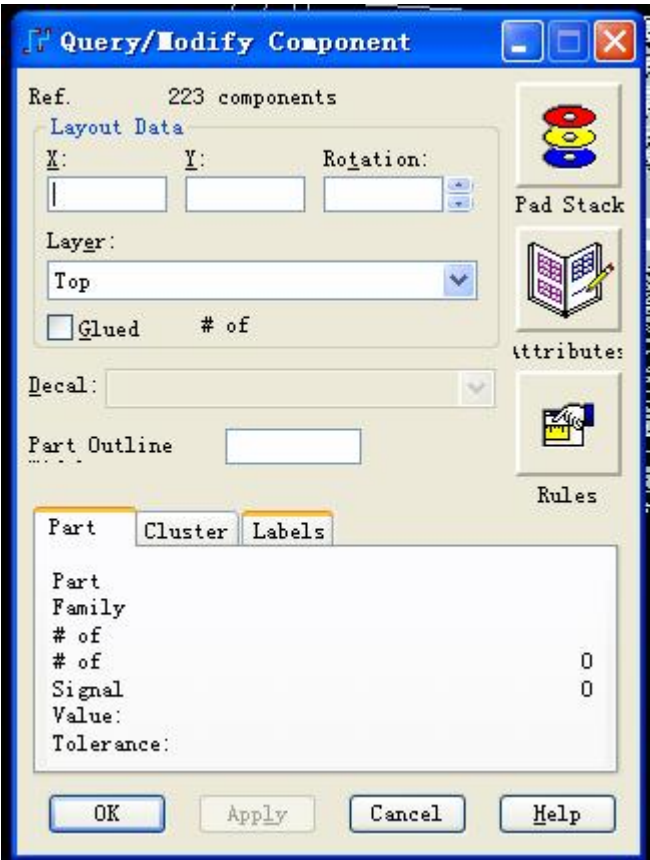 Query/Modify Component
Ref. 223 components
Layout Data
X: Y: Rotation:
Pad Stack
Layer:
Top
Glued # of
Attributes
Decal:
Part Outline
Rules
Part Cluster Labels
Part
Family
# of
# of 0
Signal 0
Value:
Tolerance:
OK Apply Cancel Help